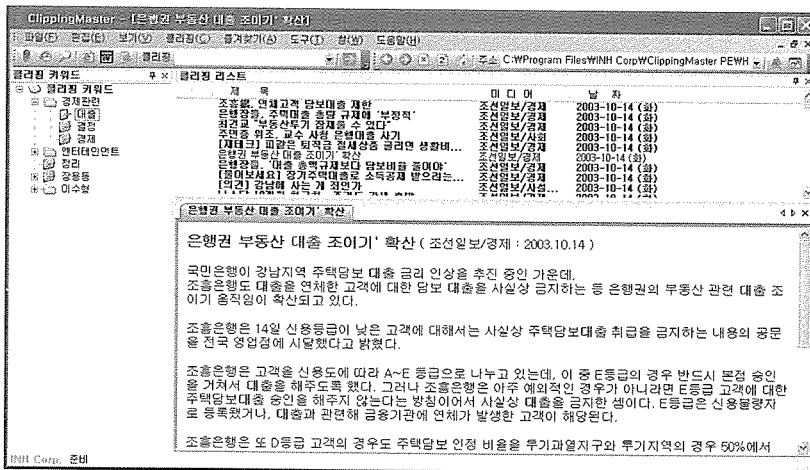 ClippingMaster - [은행권 부동산 대출 조이기' 확산]
파일(F) 편집(E) 보기(V) 클리핑(C) 즐겨찾기(A) 도구(T) 창(W) 도움말(H)
클리핑 주소 C:\Program Files\INH Corp\ClippingMaster PE\H
클리핑 키워드
클리핑 키워드
경제관련
대출
경제
엔터테인먼트
정리
강용동
이수형
클리핑 리스트
제 목 미 디 어 날 짜
조흥銀, 연체고객 담보대출 제한 조선일보/경제 2003-10-14 (화)
은행장들, 주택대출 총량 규제에 '부정적' 조선일보/경제 2003-10-14 (화)
최건교 '부동산투기 잠재울 수 있다" 조선일보/경제 2003-10-14 (화)
주민증 위조, 교수 사칭 은행대출 사기 조선일보/사회 2003-10-14 (화)
[재테크] 피같은 퇴직금 절세상품 굴리면 생활비... 조선일보/경제 2003-10-14 (화)
은행권 부동산 대출 조이기' 확산 조선일보/경제 2003-10-14 (화)
은행장들, '대출 총액규제보다 담보비율 줄여야' 조선일보/경제 2003-10-14 (화)
[물어보세요] 장기주택대출로 소득공제 받으려는... 조선일보/경제 2003-10-14 (화)
[의견] 강남에 사는 게 죄인가 조선일보/사설... 2003-10-14 (화)
은행권 부동산 대출 조이기' 확산
은행권 부동산 대출 조이기' 확산 ( 조선일보/경제 : 2003.10.14 )
국민은행이 강남지역 주택담보 대출 금리 인상을 추진 중인 가운데,
조흥은행도 대출을 연체한 고객에 대한 담보 대출을 사실상 금지하는 등 은행권의 부동산 관련 대출 조
이기 움직임이 확산되고 있다.
조흥은행은 14일 신용등급이 낮은 고객에 대해서는 사실상 주택담보대출 취급을 금지하는 내용의 공문
을 전국 영업점에 시달했다고 밝혔다.
조흥은행은 고객을 신용도에 따라 A~E 등급으로 나누고 있는데, 이 중 E등급의 경우 반드시 본점 승인
을 거쳐서 대출을 해주도록 했다. 그러나 조흥은행은 아주 예외적인 경우가 아니라면 E등급 고객에 대한
주택담보대출 승인을 해주지 않는다는 방침이어서 사실상 대출을 금지한 셈이다. E등급은 신용불량자
로 등록됐거나, 대출과 관련해 금융기관에 연체가 발생한 고객이 해당된다.
조흥은행은 또 D등급 고객의 경우도 주택담보 인정 비율을 투기과열지구와 투기지역의 경우 50%에서
INH Corp. 준비